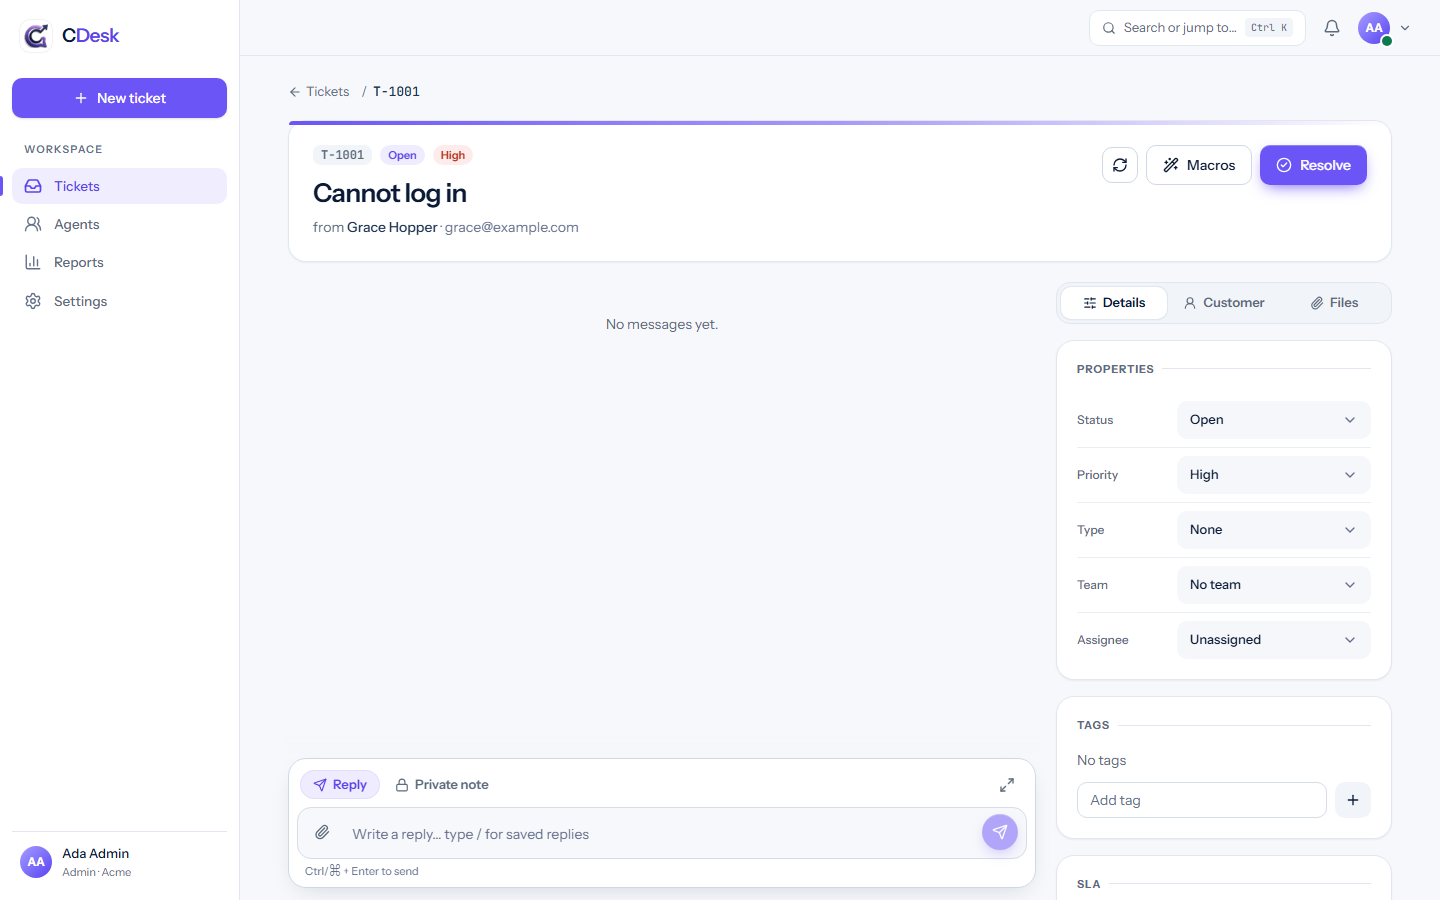 CDesk
Search or jump to... Ctrl K
AA
New ticket
WORKSPACE
Tickets
Agents
Reports
Settings
Tickets / T-1001
T-1001 Open High
Cannot log in
from Grace Hopper · grace@example.com
Macros
Resolve
No messages yet.
Details Customer Files
PROPERTIES
Status Open
Priority High
Type None
Team No team
Assignee Unassigned
TAGS
No tags
Add tag
SLA
Reply Private note
Write a reply... type / for saved replies
Ctrl/⌘ + Enter to send
AA
Ada Admin
Admin · Acme